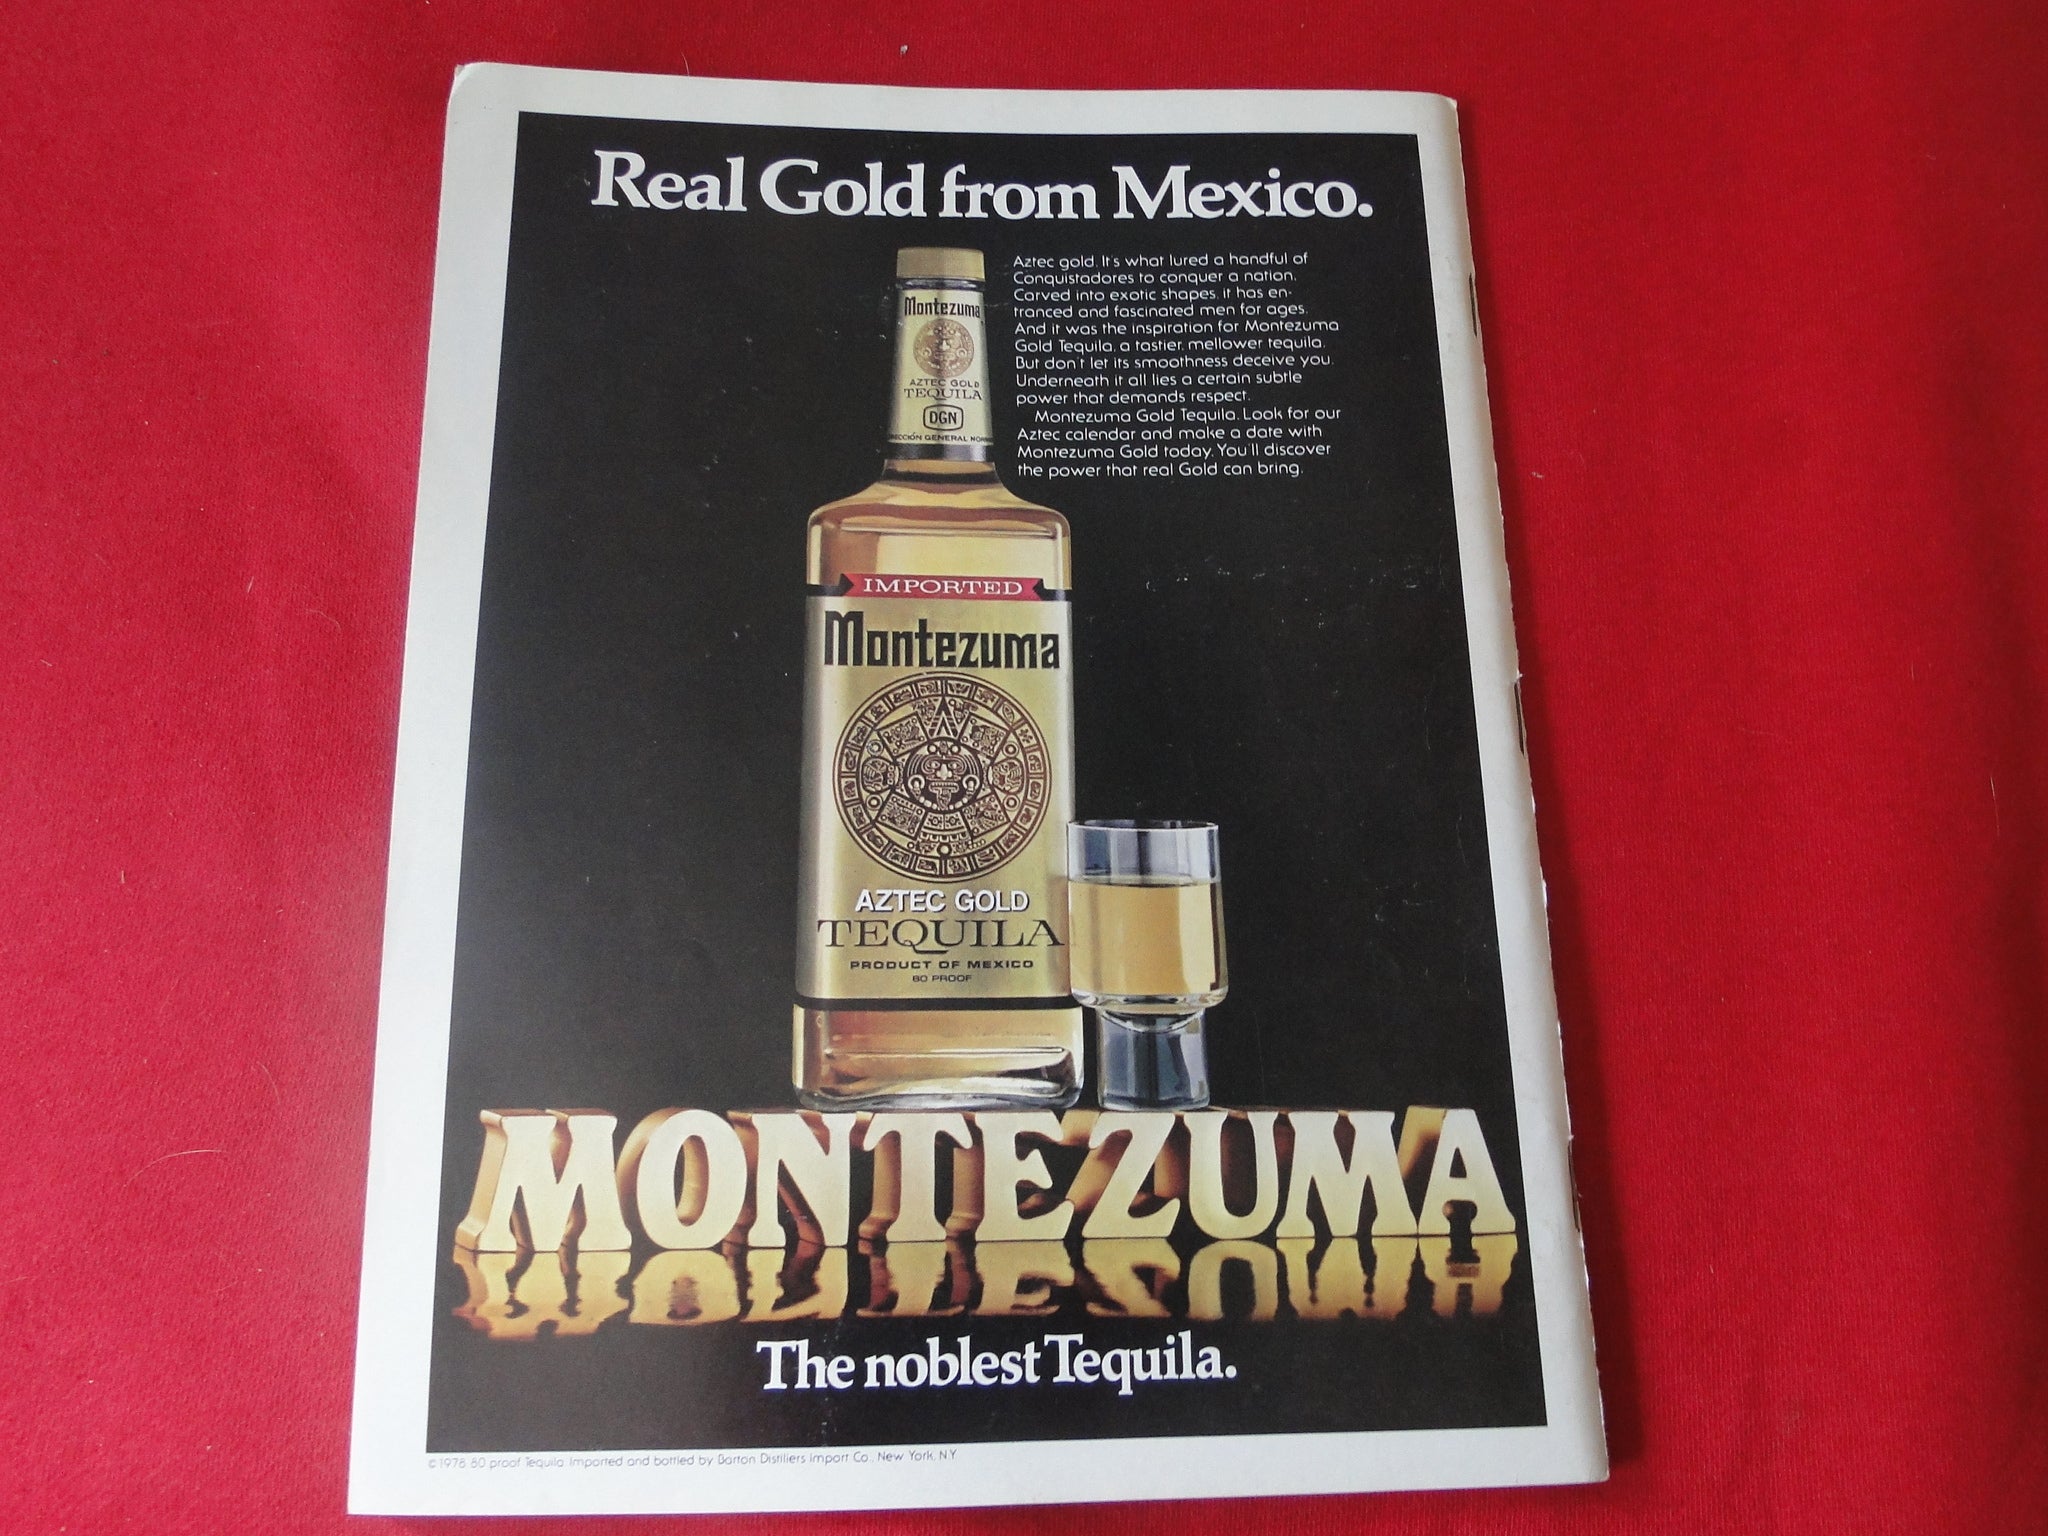 Real Gold from Mexico.
Aztec gold. It's what lured a handful of
Conquistadores to conquer a nation.
Carved into exotic shapes, it has en-
tranced and fascinated men for ages.
And it was the inspiration for Montezuma
Gold Tequila, a tastier, mellower tequila.
But don't let its smoothness deceive you.
Underneath it all lies a certain subtle
power that demands respect.
Montezuma Gold Tequila. Look for our
Aztec calendar and make a date with
Montezuma Gold today. You'll discover
the power that real Gold can bring.
Montezuma
AZTEC GOLD
TEQUILA
DGN
GENERAL
IMPORTED
Montezuma
AZTEC GOLD
TEQUILA
PRODUCT OF MEXICO
80 PROOF
MONTEZUMA
The noblest Tequila.
©1978 80 proof Tequila Imported and bottled by Barton Distillers Import Co., New York, N.Y